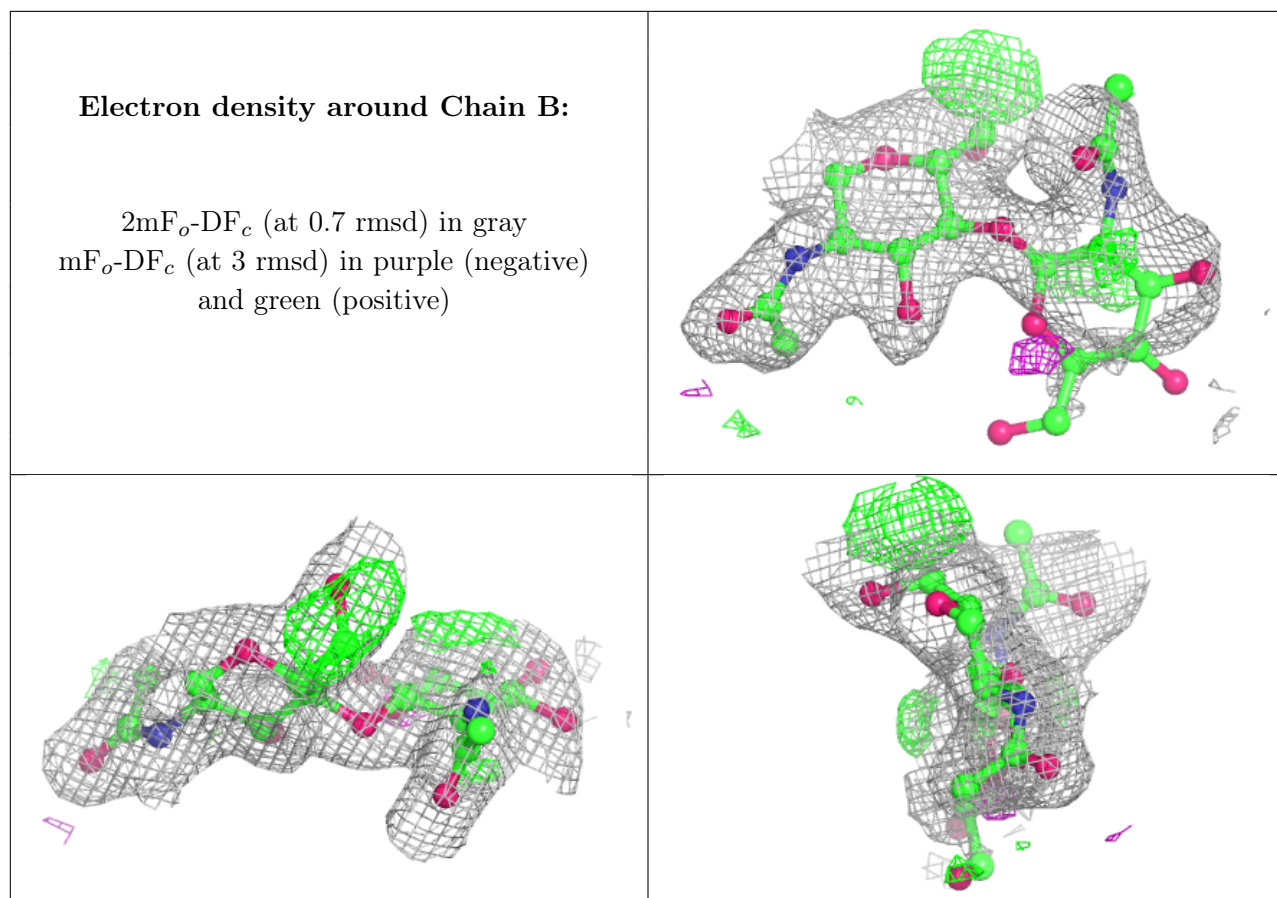 Electron density around Chain B:
2mFo-DFc (at 0.7 rmsd) in gray
mFo-DFc (at 3 rmsd) in purple (negative)
and green (positive)